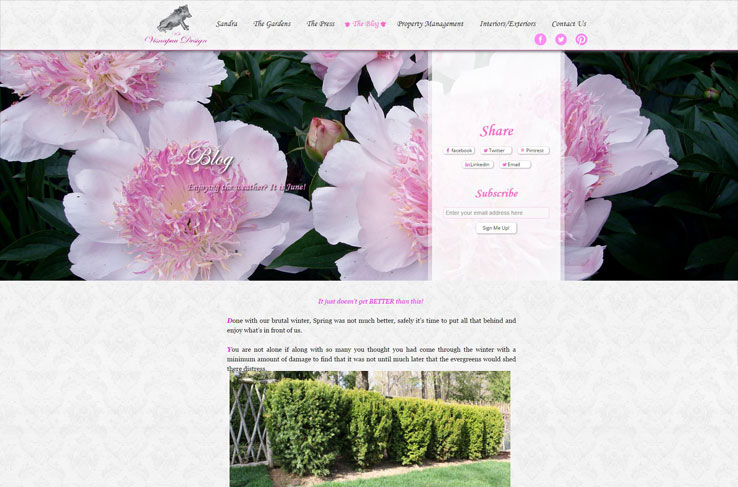 Sandra The Gardens The Press The Blog Property Management Interiors/Exteriors Contact Us
Visnapuu Design
Share
facebook Twitter Pintrest
LinkedIn Email
Blog
Enjoying the weather? It is June!
Subscribe
Enter your email address here
Sign Me Up!
It just doesn't get BETTER than this!
Done with our brutal winter, Spring was not much better, safely it's time to put all that behind and
enjoy what's in front of us.
You are not alone if along with so many you thought you had come through the winter with a
minimum amount of damage to find that it was not until much later that the evergreens would shed
there distress.